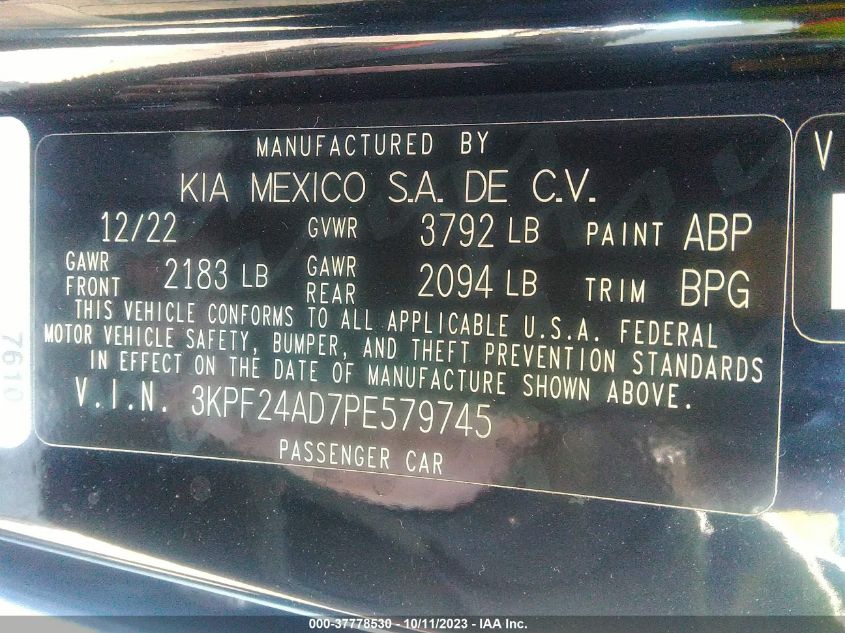 MANUFACTURED BY
KIA MEXICO S.A. DE C.V.
12/22 GVWR 3792 LB PAINT ABP
GAWR FRONT 2183 LB GAWR REAR 2094 LB TRIM BPG
THIS VEHICLE CONFORMS TO ALL APPLICABLE U.S.A. FEDERAL
MOTOR VEHICLE SAFETY, BUMPER, AND THEFT PREVENTION STANDARDS
IN EFFECT ON THE DATE OF MANUFACTURE SHOWN ABOVE.
V.I.N. 3KPF24AD7PE579745
PASSENGER CAR
7610
V
000-37778530 - 10/11/2023 - IAA Inc.